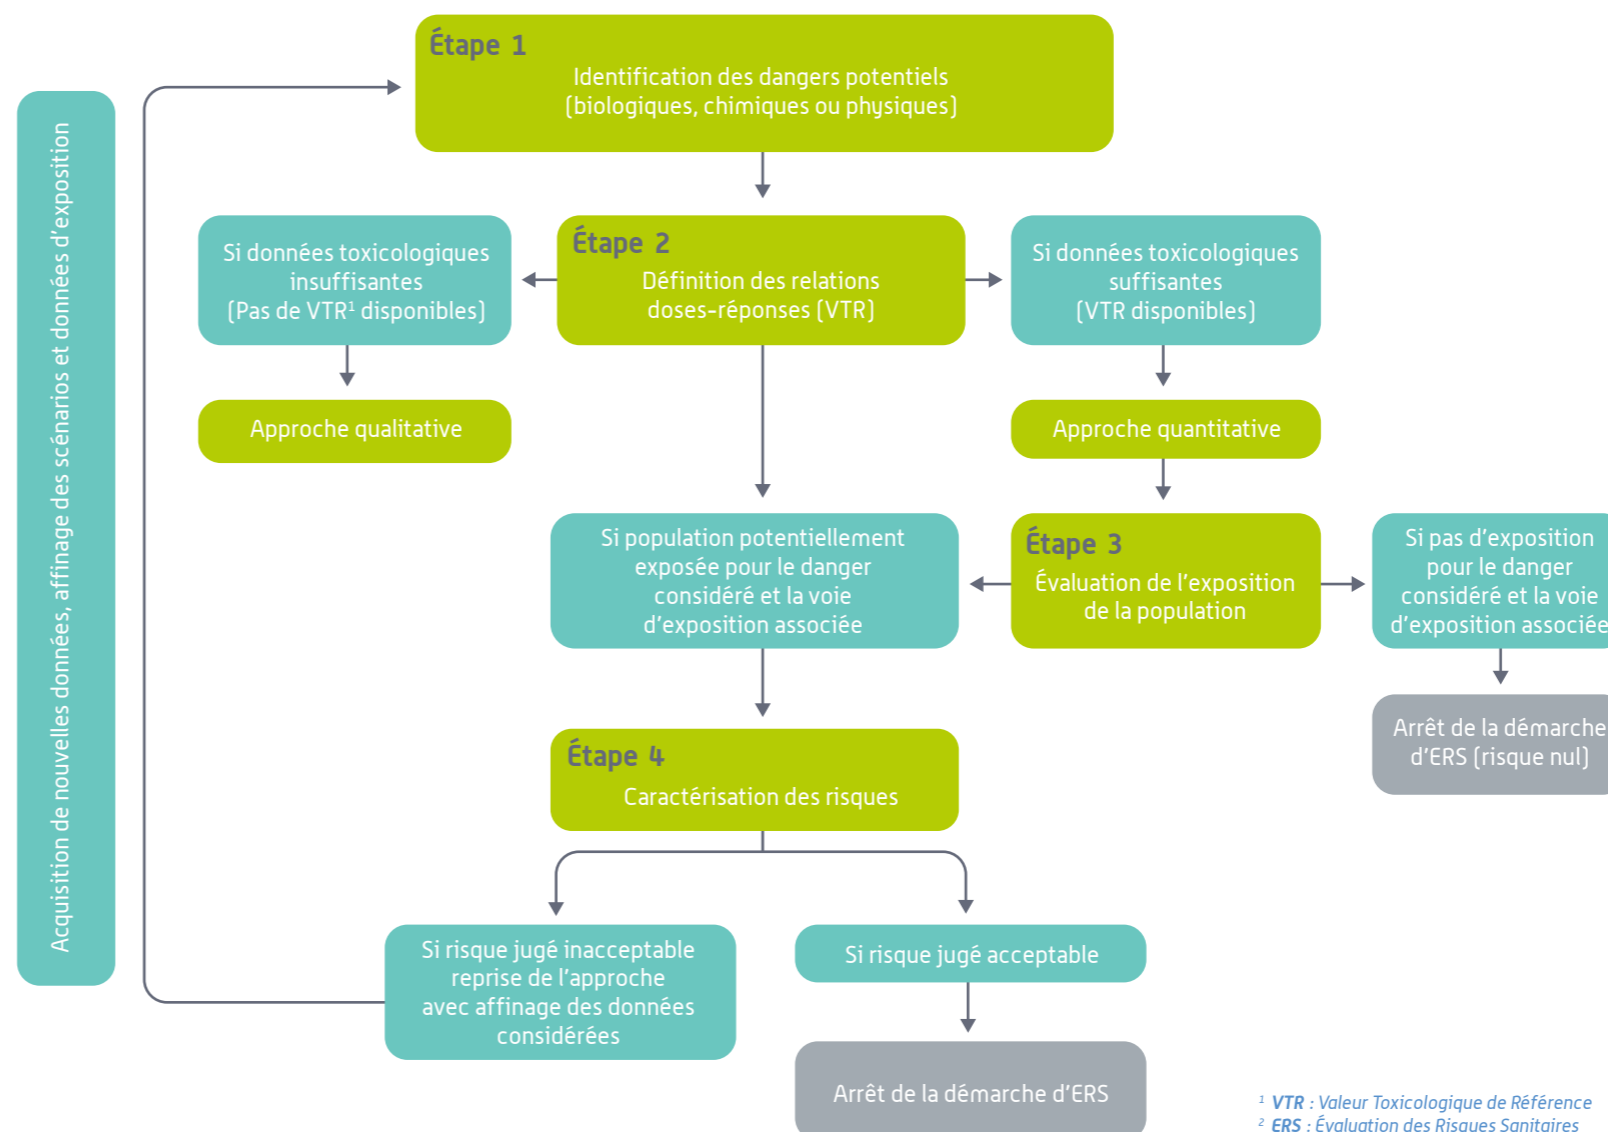 Étape 1
Identification des dangers potentiels
(biologiques, chimiques ou physiques)
Acquisition de nouvelles données, affinage des scénarios et données d'exposition
Si données toxicologiques
insuffisantes
(Pas de VTR¹ disponibles)
Étape 2
Définition des relations
doses-réponses (VTR)
Si données toxicologiques
suffisantes
(VTR disponibles)
Approche qualitative
Approche quantitative
Si population potentiellement
exposée pour le danger
considéré et la voie
d'exposition associée
Étape 3
Évaluation de l'exposition
de la population
Si pas d'exposition
pour le danger
considéré et la voie
d'exposition associée
Arrêt de la démarche
d'ERS (risque nul)
Étape 4
Caractérisation des risques
Si risque jugé inacceptable
reprise de l'approche
avec affinage des données
considérées
Si risque jugé acceptable
Arrêt de la démarche d'ERS
¹ VTR : Valeur Toxicologique de Référence
² ERS : Évaluation des Risques Sanitaires